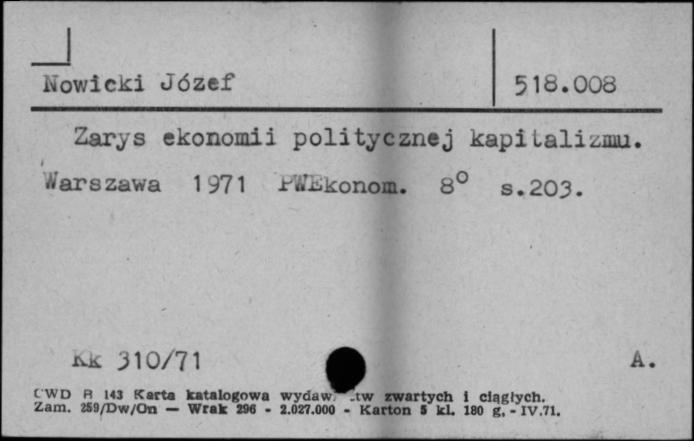 Nowicki Józef 518.008
Zarys ekonomii politycznej kapitalizmu.
Warszawa 1971 PWEkonom. 8° s.203.
Kk 310/71 A.
CWD R 143 Karta katalogowa zwartych i ciągłych.
Zam. 259/Dw/On — Wrak 296 - 2.027.000 - Karton 5 kl. 180 g. - IV.71.